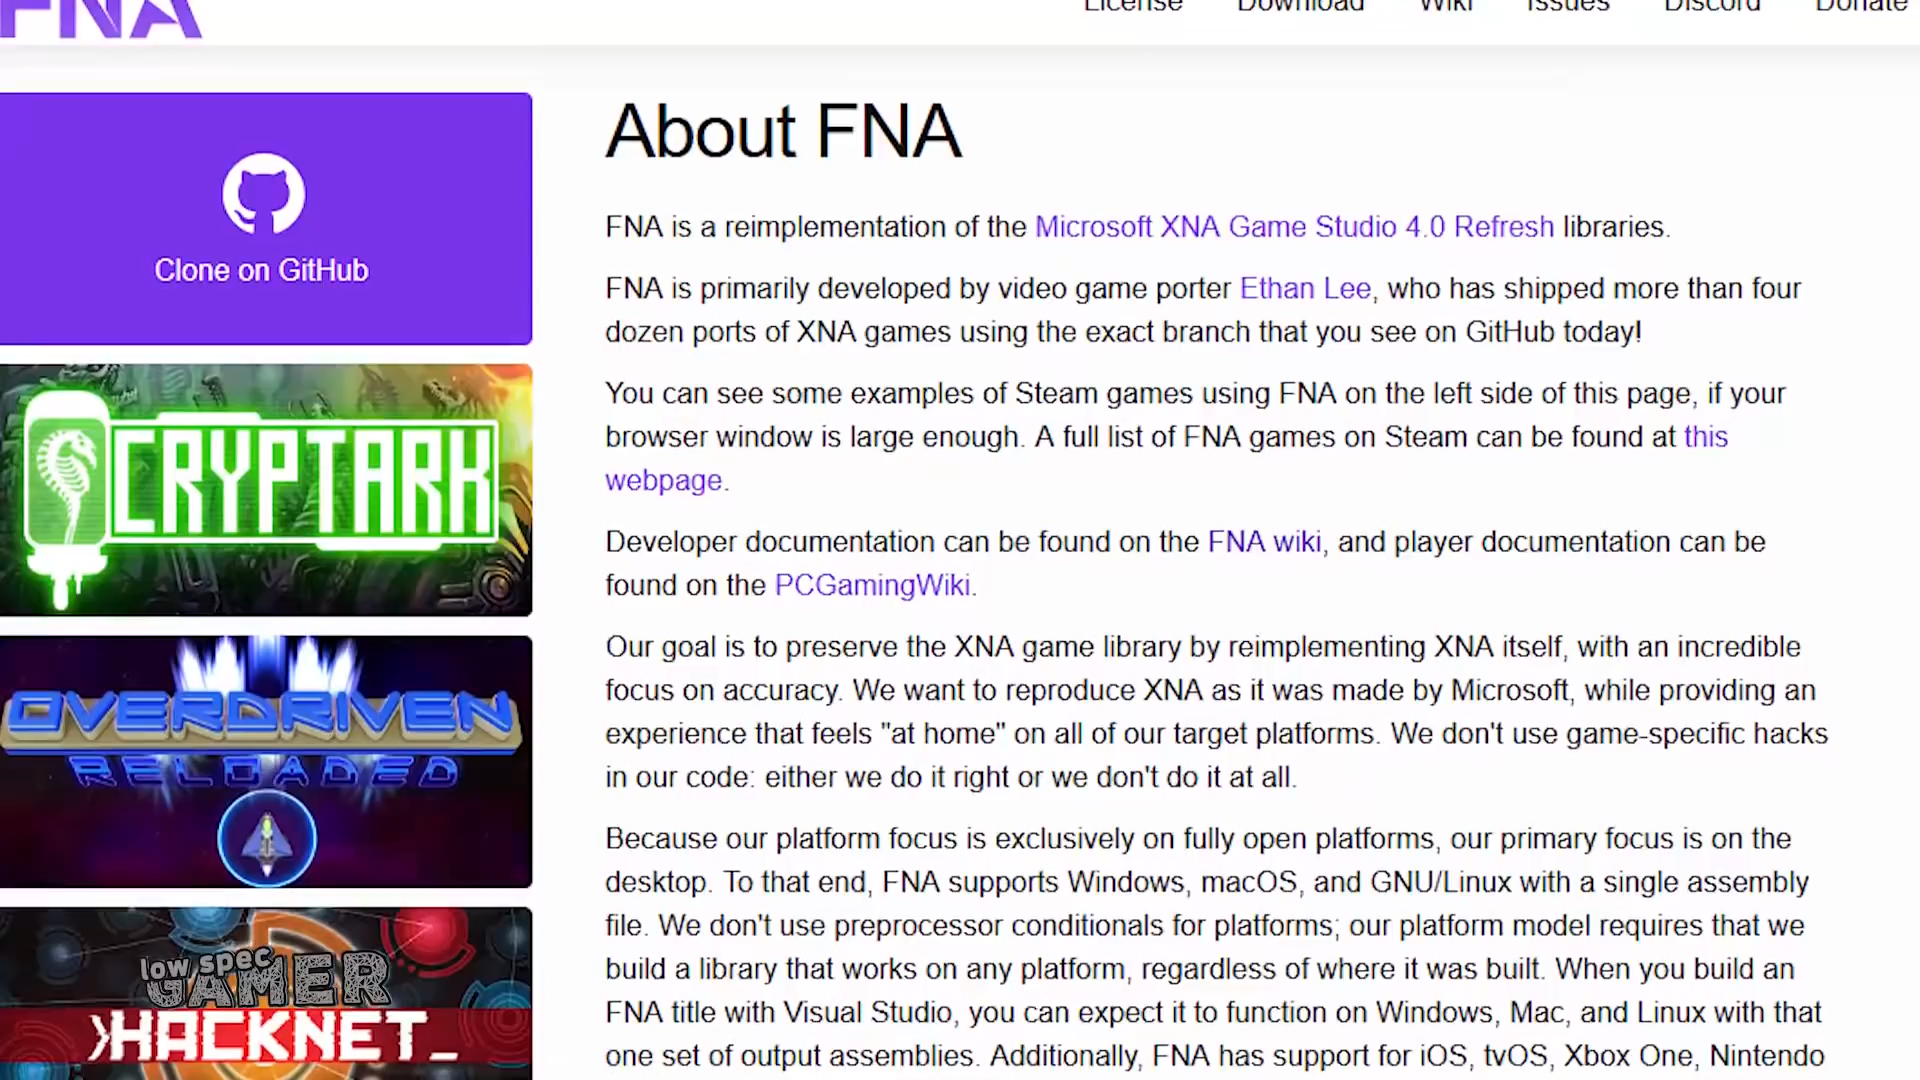 FNA
License Download Wiki Issues Discord Donate
Clone on GitHub
CRYPTARK
OVERDRIVEN
RELOADED
low spec
GAMER
>HACKNET_
About FNA
FNA is a reimplementation of the Microsoft XNA Game Studio 4.0 Refresh libraries.
FNA is primarily developed by video game porter Ethan Lee, who has shipped more than four
dozen ports of XNA games using the exact branch that you see on GitHub today!
You can see some examples of Steam games using FNA on the left side of this page, if your
browser window is large enough. A full list of FNA games on Steam can be found at this
webpage.
Developer documentation can be found on the FNA wiki, and player documentation can be
found on the PCGamingWiki.
Our goal is to preserve the XNA game library by reimplementing XNA itself, with an incredible
focus on accuracy. We want to reproduce XNA as it was made by Microsoft, while providing an
experience that feels "at home" on all of our target platforms. We don't use game-specific hacks
in our code: either we do it right or we don't do it at all.
Because our platform focus is exclusively on fully open platforms, our primary focus is on the
desktop. To that end, FNA supports Windows, macOS, and GNU/Linux with a single assembly
file. We don't use preprocessor conditionals for platforms; our platform model requires that we
build a library that works on any platform, regardless of where it was built. When you build an
FNA title with Visual Studio, you can expect it to function on Windows, Mac, and Linux with that
one set of output assemblies. Additionally, FNA has support for iOS, tvOS, Xbox One, Nintendo